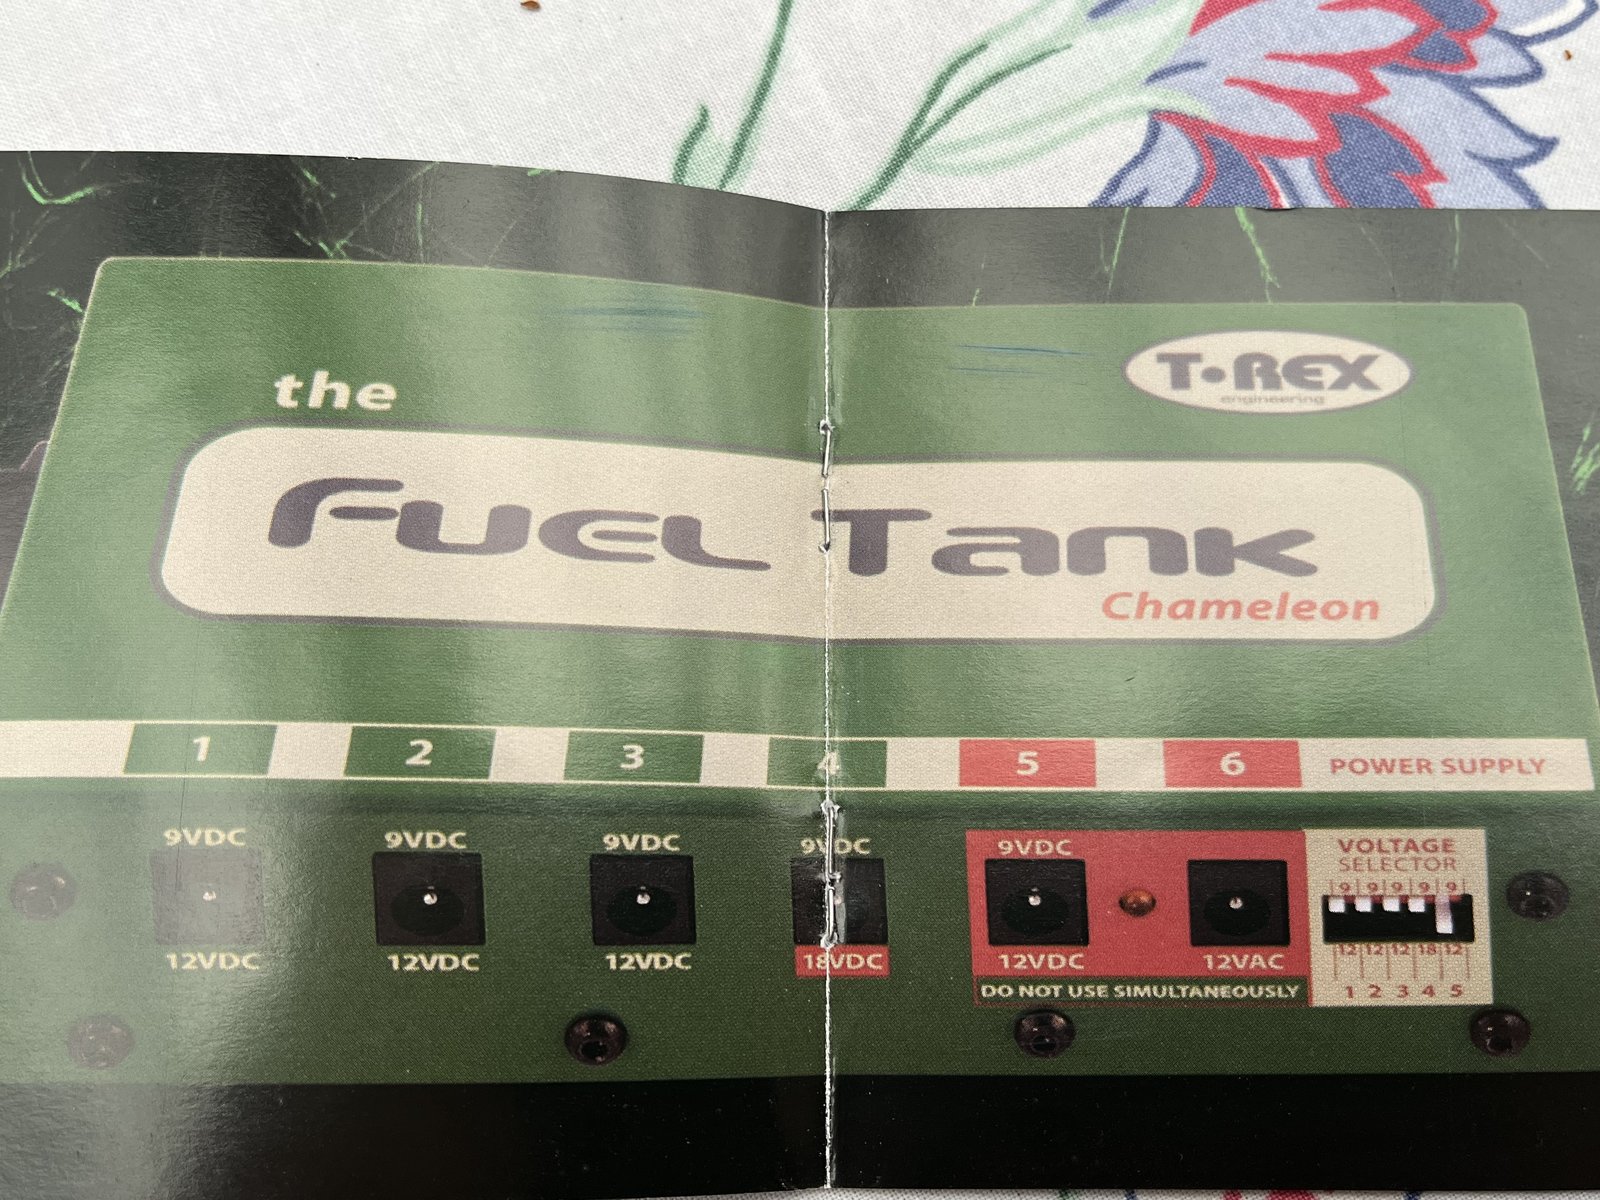 the
T•REX
engineering
Fuel Tank
Chameleon
1 2 3 4 5 6 POWER SUPPLY
9VDC 9VDC 9VDC 9VDC 9VDC
12VDC 12VDC 12VDC 18VDC 12VDC 12VAC
DO NOT USE SIMULTANEOUSLY
VOLTAGE
SELECTOR
9 9 9 9 9
12 12 12 18 12
1 2 3 4 5